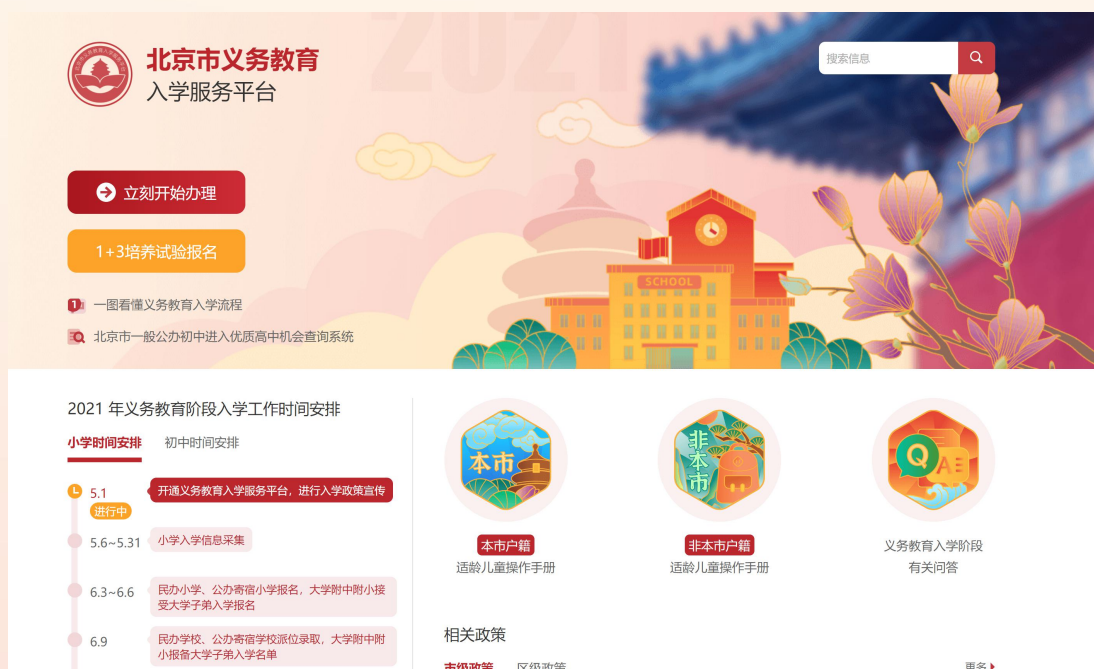 2021
北京市义务教育
入学服务平台
搜索信息
立刻开始办理
1+3培养试验报名
1 一图看懂义务教育入学流程
北京市一般公办初中进入优质高中机会查询系统
SCHOOL
2021 年义务教育阶段入学工作时间安排
小学时间安排 初中时间安排
5.1 开通义务教育入学服务平台，进行入学政策宣传
进行中
5.6~5.31 小学入学信息采集
6.3~6.6 民办小学、公办寄宿小学报名，大学附中附小接
受大学子弟入学报名
6.9 民办学校、公办寄宿学校派位录取，大学附中附
小报备大学子弟入学名单
本市
非本市
Q A
本市户籍
适龄儿童操作手册
非本市户籍
适龄儿童操作手册
义务教育入学阶段
有关问答
相关政策
市级政策 区级政策 更多